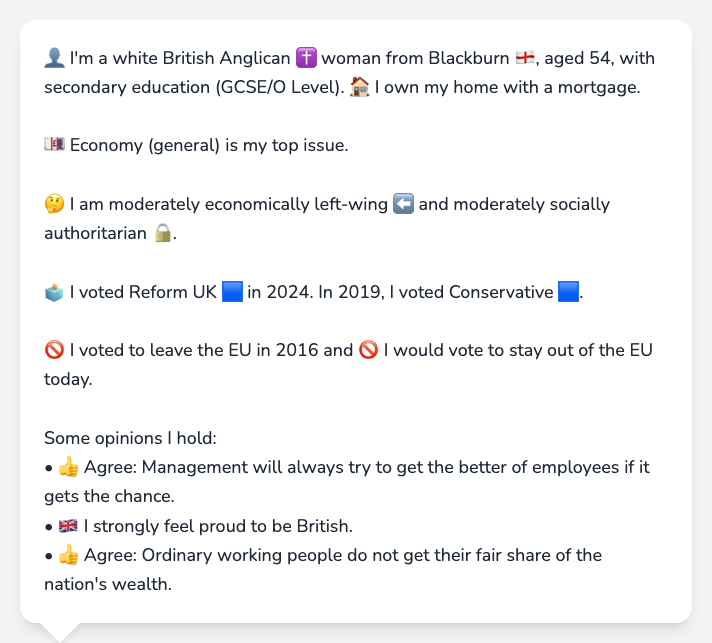 👤 I'm a white British Anglican ✝️ woman from Blackburn 🏴󠁧󠁢󠁥󠁮󠁧󠁿, aged 54, with
secondary education (GCSE/O Level). 🏠 I own my home with a mortgage.
💷 Economy (general) is my top issue.
🤔 I am moderately economically left-wing ⬅️ and moderately socially
authoritarian 🔒.
🗳️ I voted Reform UK 🟦 in 2024. In 2019, I voted Conservative 🟦.
🚫 I voted to leave the EU in 2016 and 🚫 I would vote to stay out of the EU
today.
Some opinions I hold:
• 👍 Agree: Management will always try to get the better of employees if it
gets the chance.
• 🇬🇧 I strongly feel proud to be British.
• 👍 Agree: Ordinary working people do not get their fair share of the
nation's wealth.